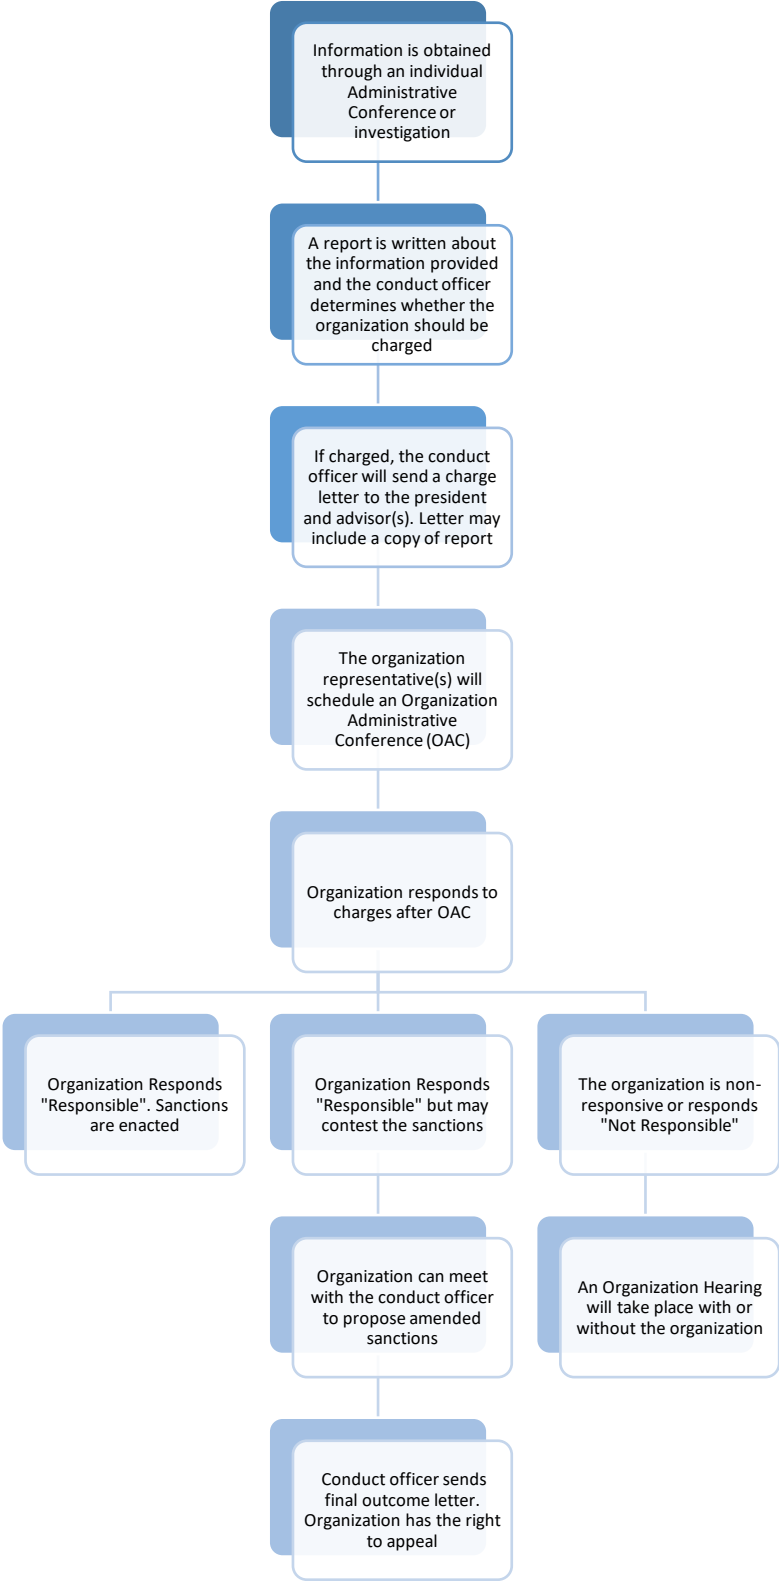 Information is obtained
through an individual
Administrative
Conference or
investigation
A report is written about
the information provided
and the conduct officer
determines whether the
organization should be
charged
If charged, the conduct
officer will send a charge
letter to the president
and advisor(s). Letter may
include a copy of report
The organization
representative(s) will
schedule an Organization
Administrative
Conference (OAC)
Organization responds to
charges after OAC
Organization Responds
"Responsible". Sanctions
are enacted
Organization Responds
"Responsible" but may
contest the sanctions
The organization is non-
responsive or responds
"Not Responsible"
Organization can meet
with the conduct officer
to propose amended
sanctions
An Organization Hearing
will take place with or
without the organization
Conduct officer sends
final outcome letter.
Organization has the right
to appeal